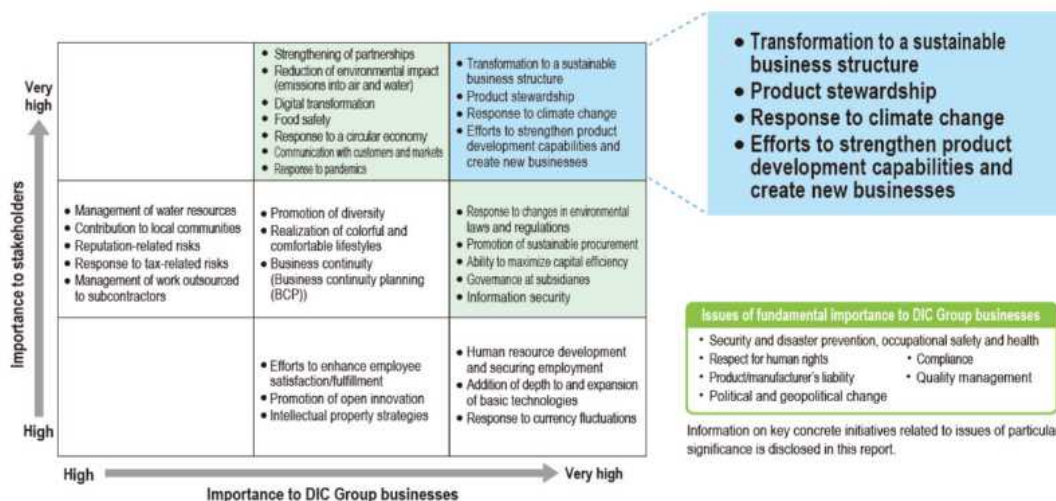 Importance to stakeholders
Very
high
High
• Strengthening of partnerships
• Reduction of environmental impact
(emissions into air and water)
• Digital transformation
• Food safety
• Response to a circular economy
• Communication with customers and markets
• Response to pandemics
• Transformation to a sustainable
business structure
• Product stewardship
• Response to climate change
• Efforts to strengthen product
development capabilities and
create new businesses
• Management of water resources
• Contribution to local communities
• Reputation-related risks
• Response to tax-related risks
• Management of work outsourced
to subcontractors
• Promotion of diversity
• Realization of colorful and
comfortable lifestyles
• Business continuity
(Business continuity planning
(BCP))
• Response to changes in environmental
laws and regulations
• Promotion of sustainable procurement
• Ability to maximize capital efficiency
• Governance at subsidiaries
• Information security
• Efforts to enhance employee
satisfaction/fulfillment
• Promotion of open innovation
• Intellectual property strategies
• Human resource development
and securing employment
• Addition of depth to and expansion
of basic technologies
• Response to currency fluctuations
High
Very high
Importance to DIC Group businesses
• Transformation to a sustainable
business structure
• Product stewardship
• Response to climate change
• Efforts to strengthen product
development capabilities and
create new businesses
Issues of fundamental importance to DIC Group businesses
• Security and disaster prevention, occupational safety and health
• Respect for human rights • Compliance
• Product/manufacturer's liability • Quality management
• Political and geopolitical change
Information on key concrete initiatives related to issues of particular
significance is disclosed in this report.